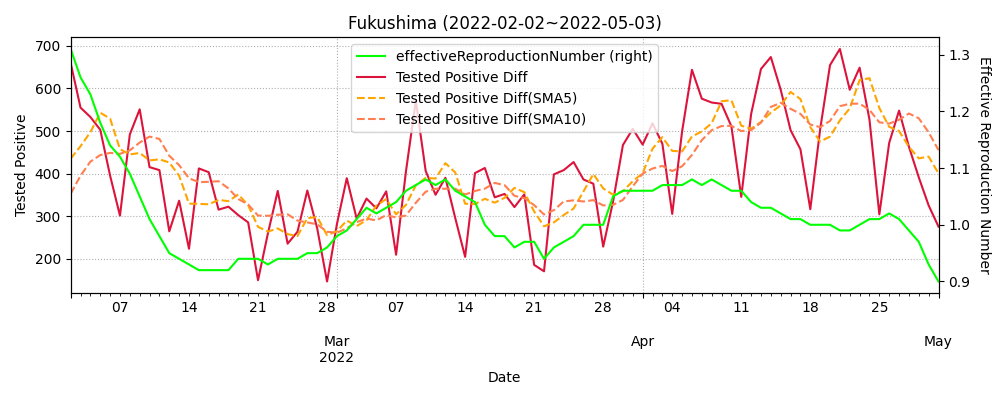 Fukushima (2022-02-02~2022-05-03)
effectiveReproductionNumber (right)
Tested Positive Diff
Tested Positive Diff(SMA5)
Tested Positive Diff(SMA10)
Tested Positive
700
600
500
400
300
200
1.3
1.2
1.1
1.0
0.9
Effective Reproduction Number
07 14 21 28 07 14 21 28 04 11 18 25
Mar Apr May
2022
Date